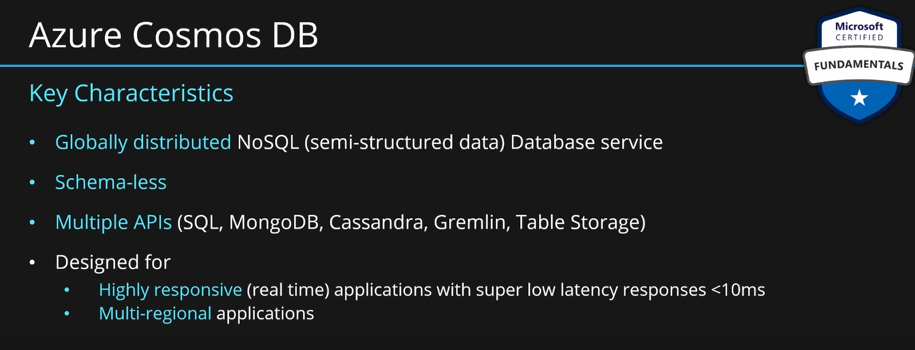 Azure Cosmos DB
Microsoft
CERTIFIED
FUNDAMENTALS
Key Characteristics
• Globally distributed NoSQL (semi-structured data) Database service
• Schema-less
• Multiple APIs (SQL, MongoDB, Cassandra, Gremlin, Table Storage)
• Designed for
• Highly responsive (real time) applications with super low latency responses <10ms
• Multi-regional applications